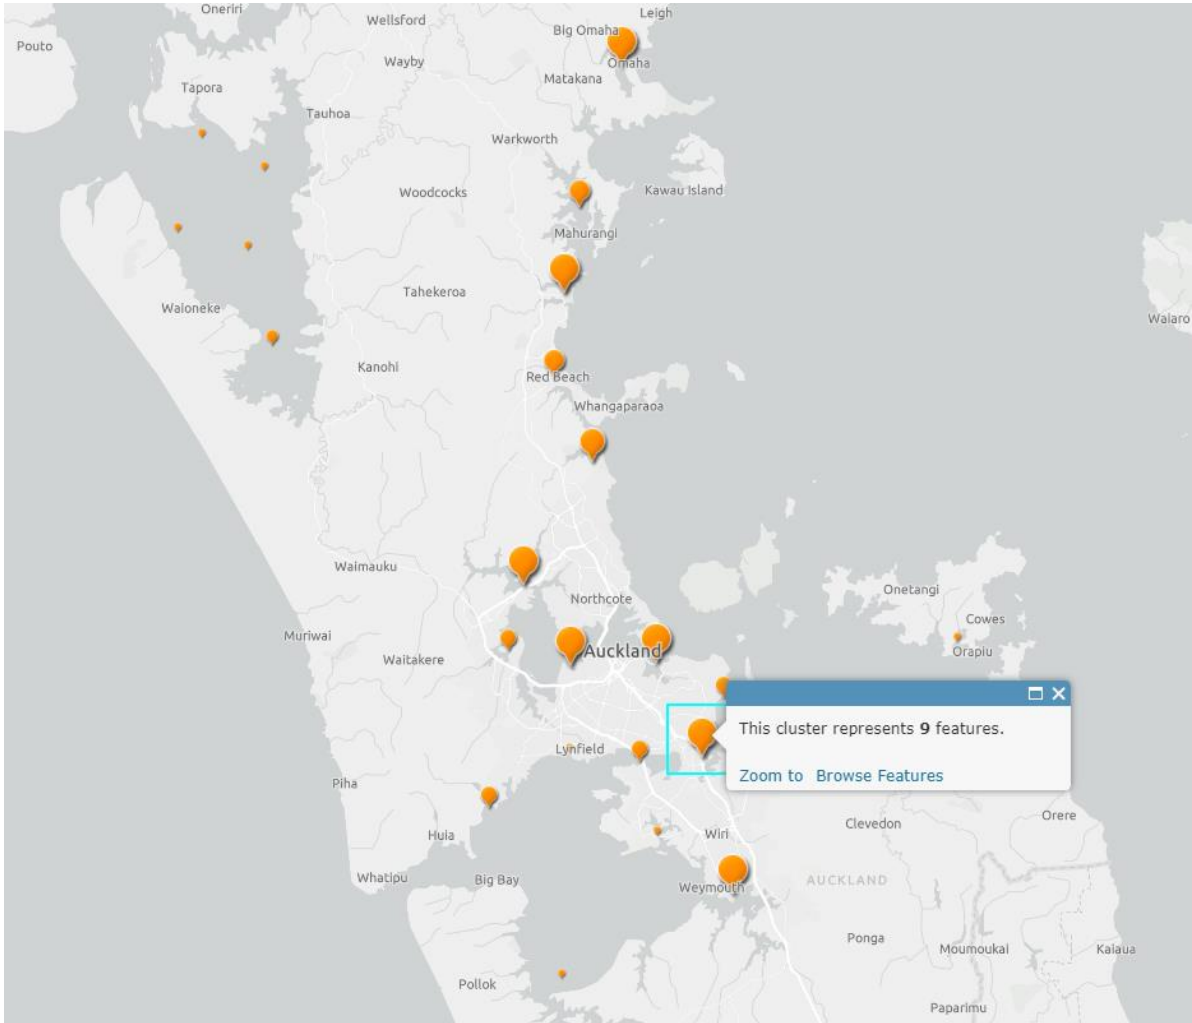 Oneriri
Wellsford
Leigh
Big Omaha
Pouto
Wayby
Omaha
Tapora
Matakana
Tauhoa
Warkworth
Woodcocks
Kawau Island
Mahurangi
Tahekeroa
Waioneke
Waiaro
Kanohi
Red Beach
Whangaparaoa
Waimauku
Onetangi
Northcote
Cowes
Muriwai
Auckland
Orapiu
Waitakere
This cluster represents 9 features.
Lynfield
Zoom to Browse Features
Piha
Orere
Huia
Wiri
Clevedon
Whatipu
Big Bay
Weymouth
AUCKLAND
Ponga
Moumoukai
Kaiaua
Pollok
Paparimu